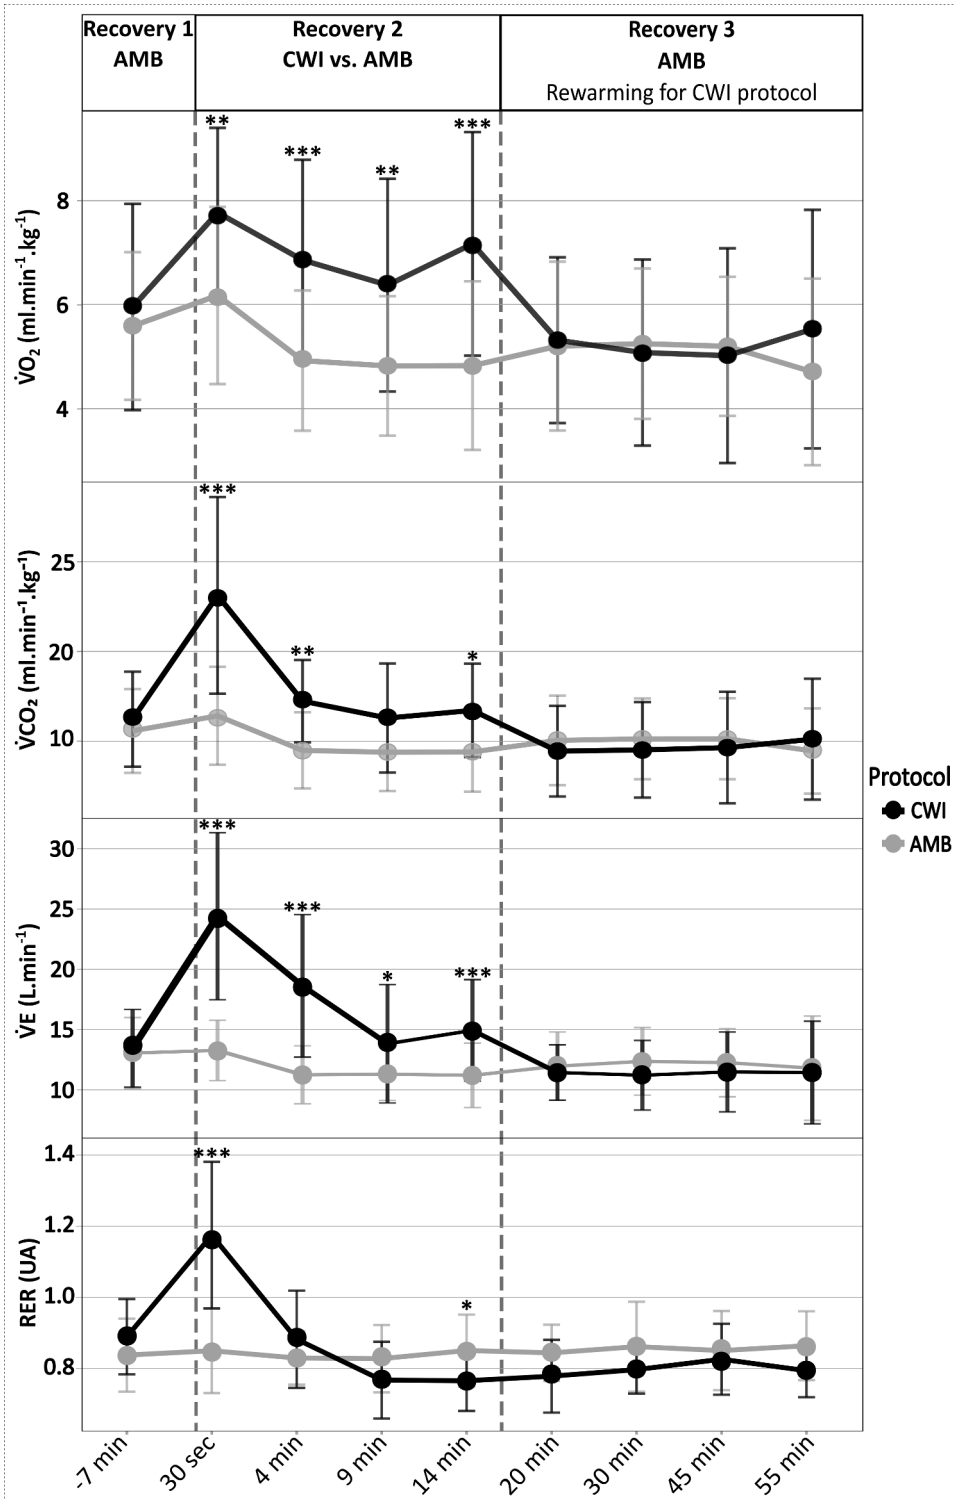 Recovery 1
AMB
Recovery 2
CWI vs. AMB
Recovery 3
AMB
Rewarming for CWI protocol
** *** ** ***
V̇O₂ (ml.min⁻¹.kg⁻¹)
8
6
4
*** ** *
V̇CO₂ (ml.min⁻¹.kg⁻¹)
25
20
10
*** *** * ***
V̇E (L.min⁻¹)
30
25
20
15
10
*** *
RER (UA)
1.4
1.2
1.0
0.8
-7 min
30 sec
4 min
9 min
14 min
20 min
30 min
45 min
55 min
Protocol
CWI
AMB